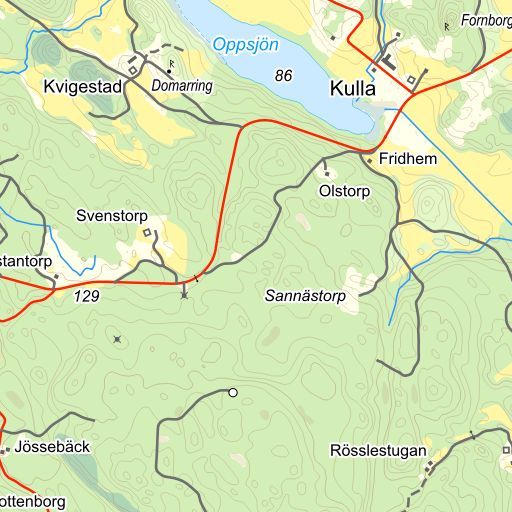 Fornborg
Oppsjön
86
Kulla
Kvigestad
Domarring
R
R
Fridhem
Olstorp
Svenstorp
stantorp
129
Sannästorp
Jössebäck
Rösslestugan
ottenborg